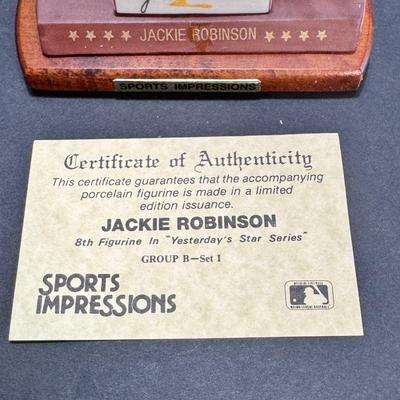 ★ ★ ★ ★ JACKIE ROBINSON ★ ★ ★ ★
SPORTS IMPRESSIONS
Certificate of Authenticity
This certificate guarantees that the accompanying
porcelain figurine is made in a limited
edition issuance.
JACKIE ROBINSON
8th Figurine In "Yesterday's Star Series"
GROUP B—Set I
SPORTS
IMPRESSIONS